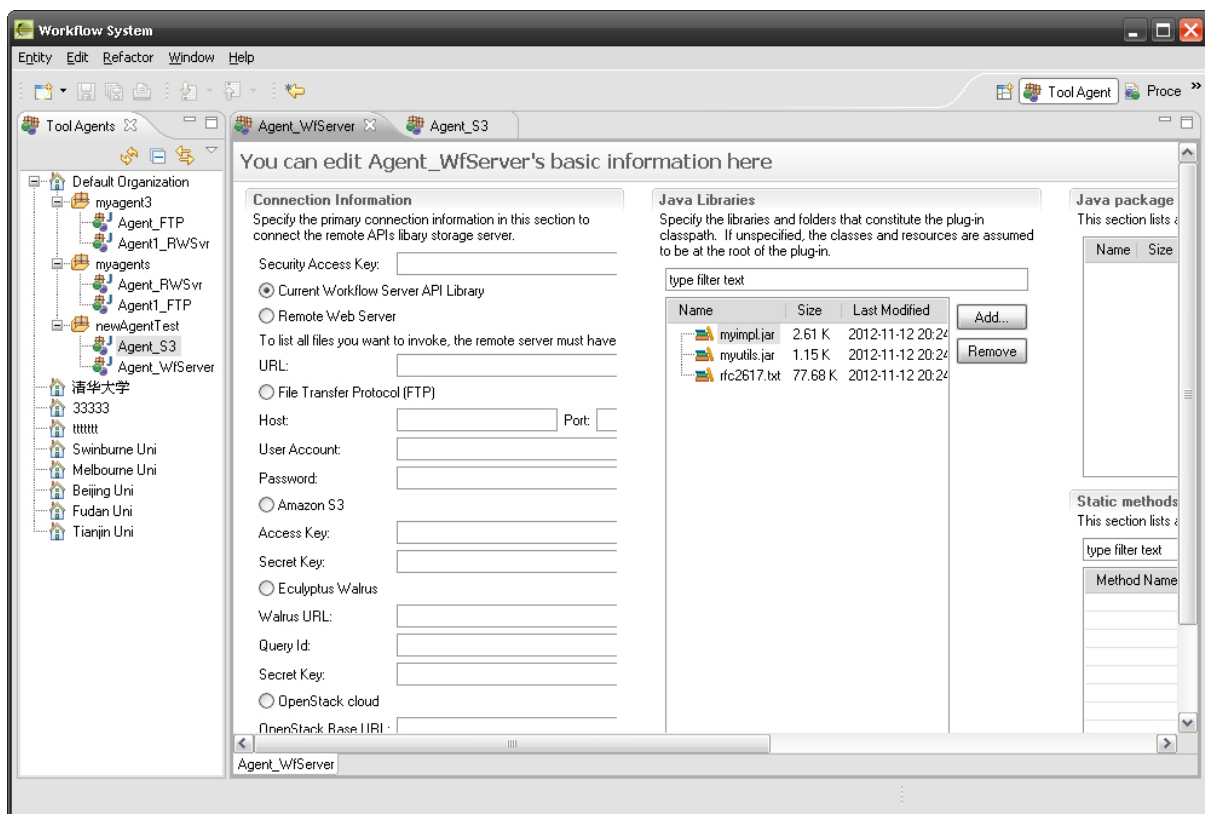 Workflow System
Entity Edit Refactor Window Help
Tool Agent Proce »
Tool Agents
Agent_WfServer Agent_S3
Default Organization
myagent3
Agent_FTP
Agent1_RWSvr
myagents
Agent_RWSvr
Agent1_FTP
newAgentTest
Agent_S3
Agent_WfServer
清华大学
33333
ttttttt
Swinburne Uni
Melbourne Uni
Beijing Uni
Fudan Uni
Tianjin Uni
You can edit Agent_WfServer's basic information here
Connection Information
Specify the primary connection information in this section to
connect the remote APIs libary storage server.
Security Access Key:
Current Workflow Server API Library
Remote Web Server
To list all files you want to invoke, the remote server must have
URL:
File Transfer Protocol (FTP)
Host: Port:
User Account:
Password:
Amazon S3
Access Key:
Secret Key:
Eculyptus Walrus
Walrus URL:
Query Id:
Secret Key:
OpenStack cloud
OpenStack Base URL:
Java Libraries
Specify the libraries and folders that constitute the plug-in
classpath. If unspecified, the classes and resources are assumed
to be at the root of the plug-in.
type filter text
Name Size Last Modified
myimpl.jar 2.61 K 2012-11-12 20:24
myutils.jar 1.15 K 2012-11-12 20:24
rfc2617.txt 77.68 K 2012-11-12 20:24
Add...
Remove
Java package
This section lists
Name Size
Static methods
This section lists
type filter text
Method Name
Agent_WfServer